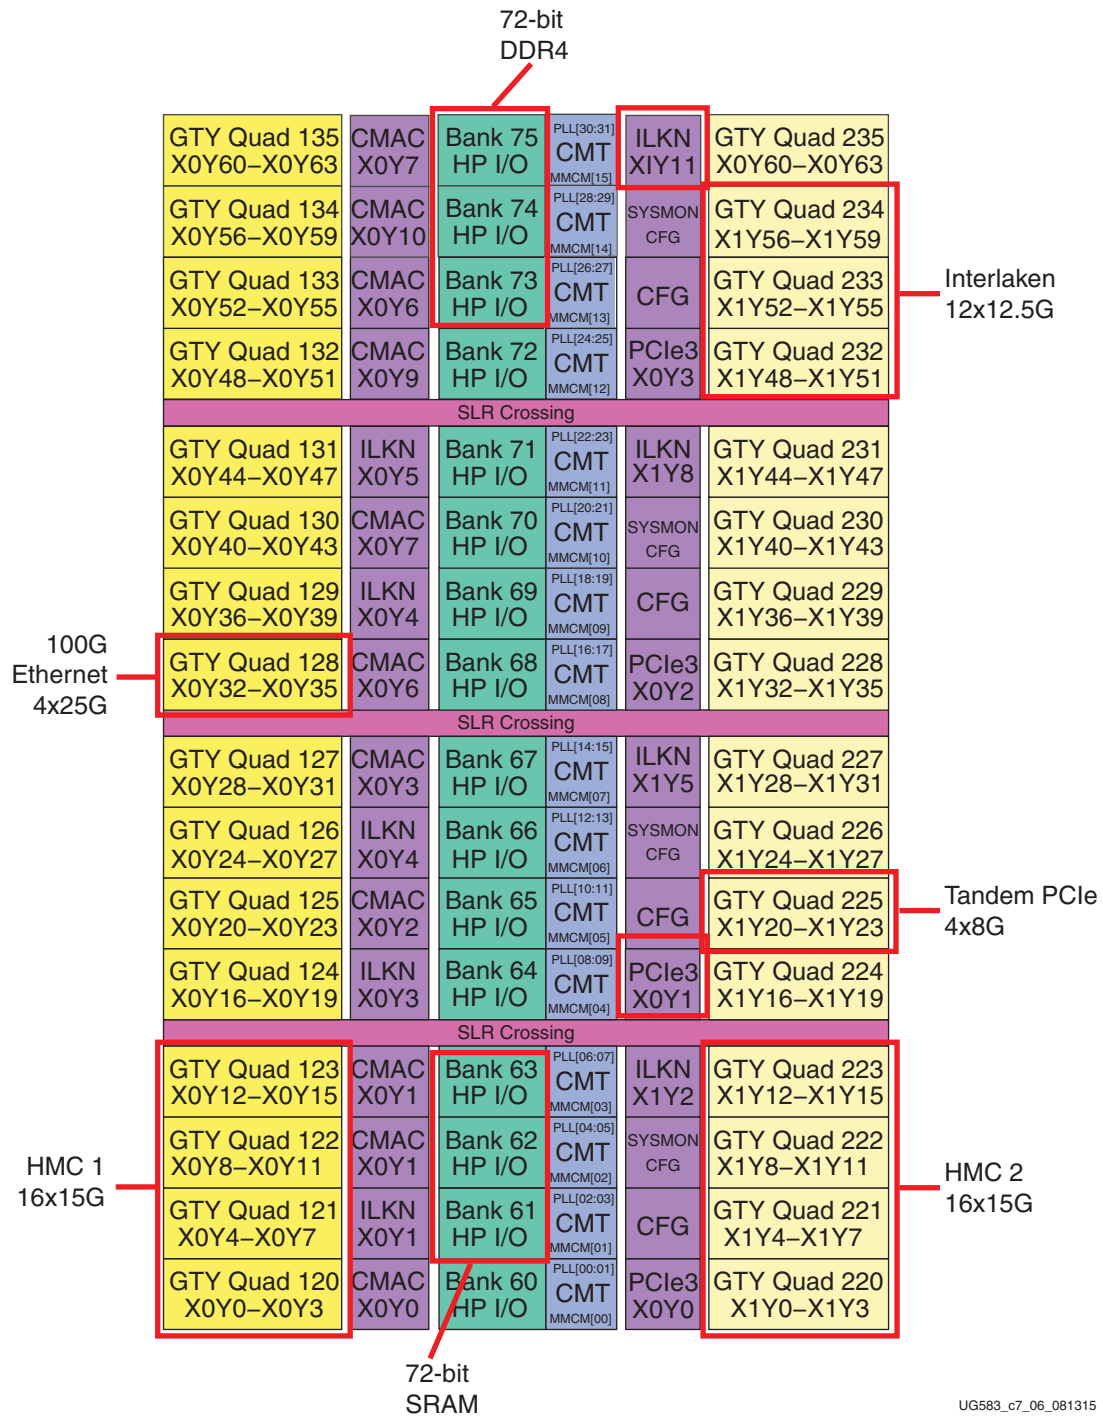 72-bit
DDR4
GTY Quad 135
X0Y60–X0Y63
CMAC
X0Y7
Bank 75
HP I/O
PLL[30:31]
CMT
MMCM[15]
ILKN
XIY11
GTY Quad 235
X0Y60–X0Y63
GTY Quad 134
X0Y56–X0Y59
CMAC
X0Y10
Bank 74
HP I/O
PLL[28:29]
CMT
MMCM[14]
SYSMON
CFG
GTY Quad 234
X1Y56–X1Y59
GTY Quad 133
X0Y52–X0Y55
CMAC
X0Y6
Bank 73
HP I/O
PLL[26:27]
CMT
MMCM[13]
CFG
GTY Quad 233
X1Y52–X1Y55
Interlaken
12x12.5G
GTY Quad 132
X0Y48–X0Y51
CMAC
X0Y9
Bank 72
HP I/O
PLL[24:25]
CMT
MMCM[12]
PCIe3
X0Y3
GTY Quad 232
X1Y48–X1Y51
SLR Crossing
GTY Quad 131
X0Y44–X0Y47
ILKN
X0Y5
Bank 71
HP I/O
PLL[22:23]
CMT
MMCM[11]
ILKN
X1Y8
GTY Quad 231
X1Y44–X1Y47
GTY Quad 130
X0Y40–X0Y43
CMAC
X0Y7
Bank 70
HP I/O
PLL[20:21]
CMT
MMCM[10]
SYSMON
CFG
GTY Quad 230
X1Y40–X1Y43
GTY Quad 129
X0Y36–X0Y39
ILKN
X0Y4
Bank 69
HP I/O
PLL[18:19]
CMT
MMCM[09]
CFG
GTY Quad 229
X1Y36–X1Y39
100G
Ethernet
4x25G
GTY Quad 128
X0Y32–X0Y35
CMAC
X0Y6
Bank 68
HP I/O
PLL[16:17]
CMT
MMCM[08]
PCIe3
X0Y2
GTY Quad 228
X1Y32–X1Y35
SLR Crossing
GTY Quad 127
X0Y28–X0Y31
CMAC
X0Y3
Bank 67
HP I/O
PLL[14:15]
CMT
MMCM[07]
ILKN
X1Y5
GTY Quad 227
X1Y28–X1Y31
GTY Quad 126
X0Y24–X0Y27
ILKN
X0Y4
Bank 66
HP I/O
PLL[12:13]
CMT
MMCM[06]
SYSMON
CFG
GTY Quad 226
X1Y24–X1Y27
GTY Quad 125
X0Y20–X0Y23
CMAC
X0Y2
Bank 65
HP I/O
PLL[10:11]
CMT
MMCM[05]
CFG
GTY Quad 225
X1Y20–X1Y23
Tandem PCIe
4x8G
GTY Quad 124
X0Y16–X0Y19
ILKN
X0Y3
Bank 64
HP I/O
PLL[08:09]
CMT
MMCM[04]
PCIe3
X0Y1
GTY Quad 224
X1Y16–X1Y19
SLR Crossing
GTY Quad 123
X0Y12–X0Y15
CMAC
X0Y1
Bank 63
HP I/O
PLL[06:07]
CMT
MMCM[03]
ILKN
X1Y2
GTY Quad 223
X1Y12–X1Y15
HMC 1
16x15G
GTY Quad 122
X0Y8–X0Y11
CMAC
X0Y1
Bank 62
HP I/O
PLL[04:05]
CMT
MMCM[02]
SYSMON
CFG
GTY Quad 222
X1Y8–X1Y11
HMC 2
16x15G
GTY Quad 121
X0Y4–X0Y7
ILKN
X0Y1
Bank 61
HP I/O
PLL[02:03]
CMT
MMCM[01]
CFG
GTY Quad 221
X1Y4–X1Y7
GTY Quad 120
X0Y0–X0Y3
CMAC
X0Y0
Bank 60
HP I/O
PLL[00:01]
CMT
MMCM[00]
PCIe3
X0Y0
GTY Quad 220
X1Y0–X1Y3
72-bit
SRAM
UG583_c7_06_081315